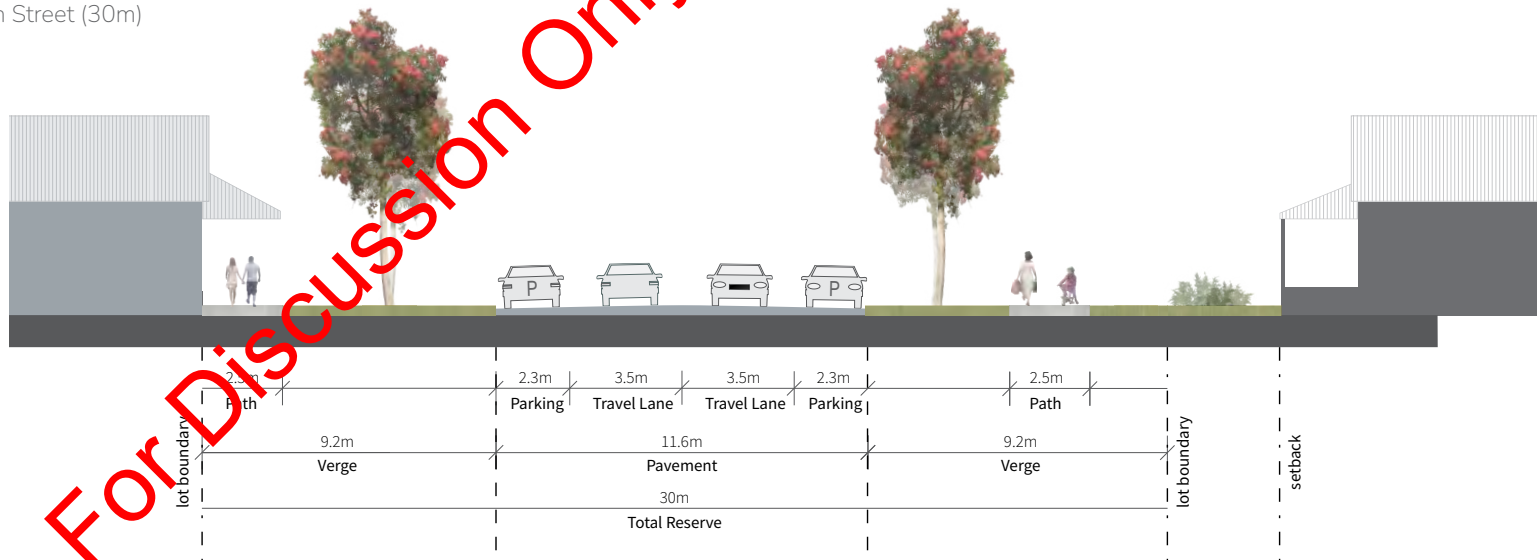 n Street (30m)
For Discussion Only
P
P
2.3m 3.5m 3.5m 2.3m 2.5m
Path Parking Travel Lane Travel Lane Parking Path
9.2m 11.6m 9.2m
Verge Pavement Verge
30m
Total Reserve
lot boundary
lot boundary
setback